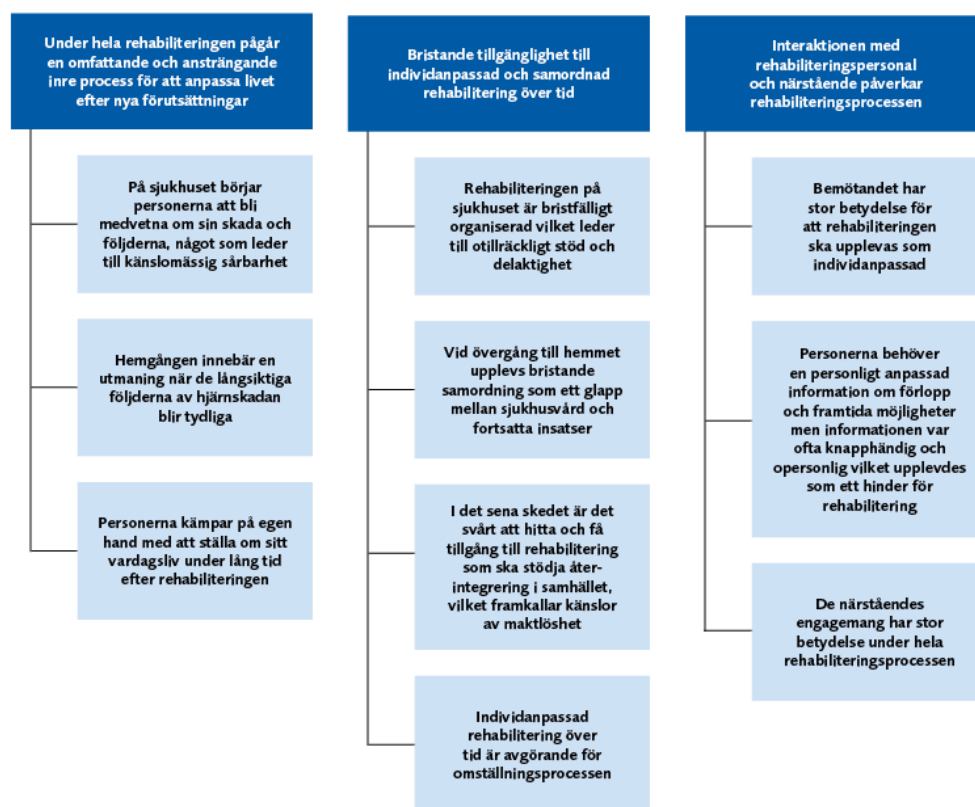 Under hela rehabiliteringen pågår
en omfattande och ansträngande
inre process för att anpassa livet
efter nya förutsättningar
På sjukhuset börjar
personerna att bli
medvetna om sin skada och
följderna, något som leder
till känslomässig sårbarhet
Hemgången innebär en
utmaning när de långsiktiga
följderna av hjärnskadan
blir tydliga
Personerna kämpar på egen
hand med att ställa om sitt
vardagsliv under lång tid
efter rehabiliteringen
Bristande tillgänglighet till
individanpassad och samordnad
rehabilitering över tid
Rehabiliteringen på
sjukhuset är bristfälligt
organiserad vilket leder
till otillräckligt stöd och
delaktighet
Vid övergång till hemmet
upplevs bristande
samordning som ett glapp
mellan sjukhusvård och
fortsatta insatser
I det sena skedet är det
svårt att hitta och få
tillgång till rehabilitering
som ska stödja åter-
integrering i samhället,
vilket framkallar känslor
av maktlöshet
Individanpassad
rehabilitering över
tid är avgörande för
omställningsprocessen
Interaktionen med
rehabiliteringspersonal
och närstående påverkar
rehabiliteringsprocessen
Bemötandet har
stor betydelse för
att rehabiliteringen
ska upplevas som
individanpassad
Personerna behöver
en personligt anpassad
information om förlopp
och framtida möjligheter
men informationen var
ofta knapphändig och
opersonlig vilket upplevdes
som ett hinder för
rehabilitering
De närståendes
engagemang har stor
betydelse under hela
rehabiliteringsprocessen